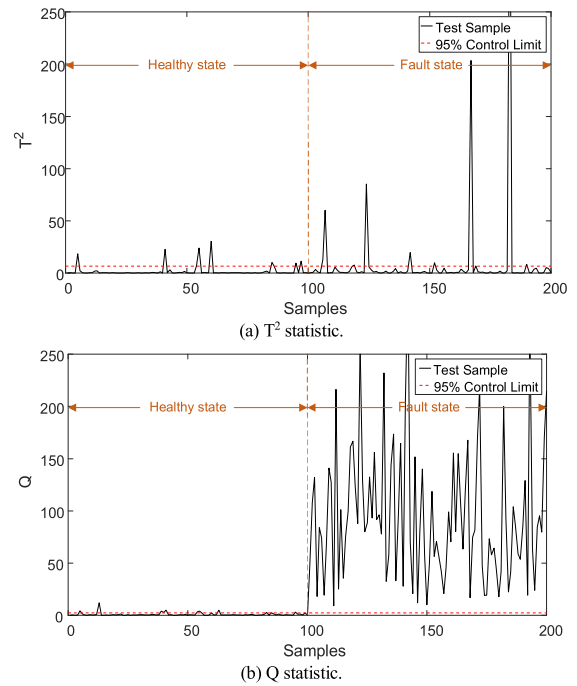 250
200
150
100
50
0
T²
Test Sample
95% Control Limit
Healthy state
Fault state
0
50
100
150
200
Samples
(a) T² statistic.
250
200
150
100
50
0
Q
Test Sample
95% Control Limit
Healthy state
Fault state
0
50
100
150
200
Samples
(b) Q statistic.